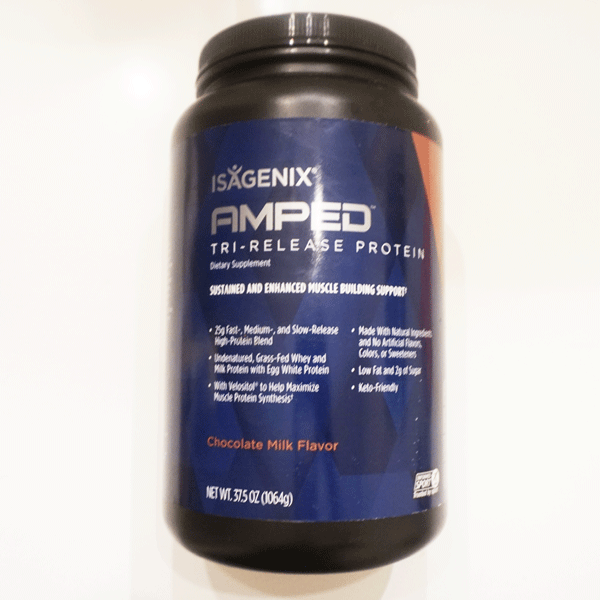 ISAGENIX®
AMPED™
TRI-RELEASE PROTEIN
Dietary Supplement
SUSTAINED AND ENHANCED MUSCLE BUILDING SUPPORT†
• 25g Fast-, Medium-, and Slow-Release
High-Protein Blend
• Undenatured, Grass-Fed Whey and
Milk Protein with Egg White Protein
• With Velositol® to Help Maximize
Muscle Protein Synthesis‡
• Made With Natural Ingredients
and No Artificial Flavors,
Colors, or Sweeteners
• Low Fat and 2g of Sugar
• Keto-Friendly
Chocolate Milk Flavor
SPORT
NET WT. 37.5 OZ (1064g)